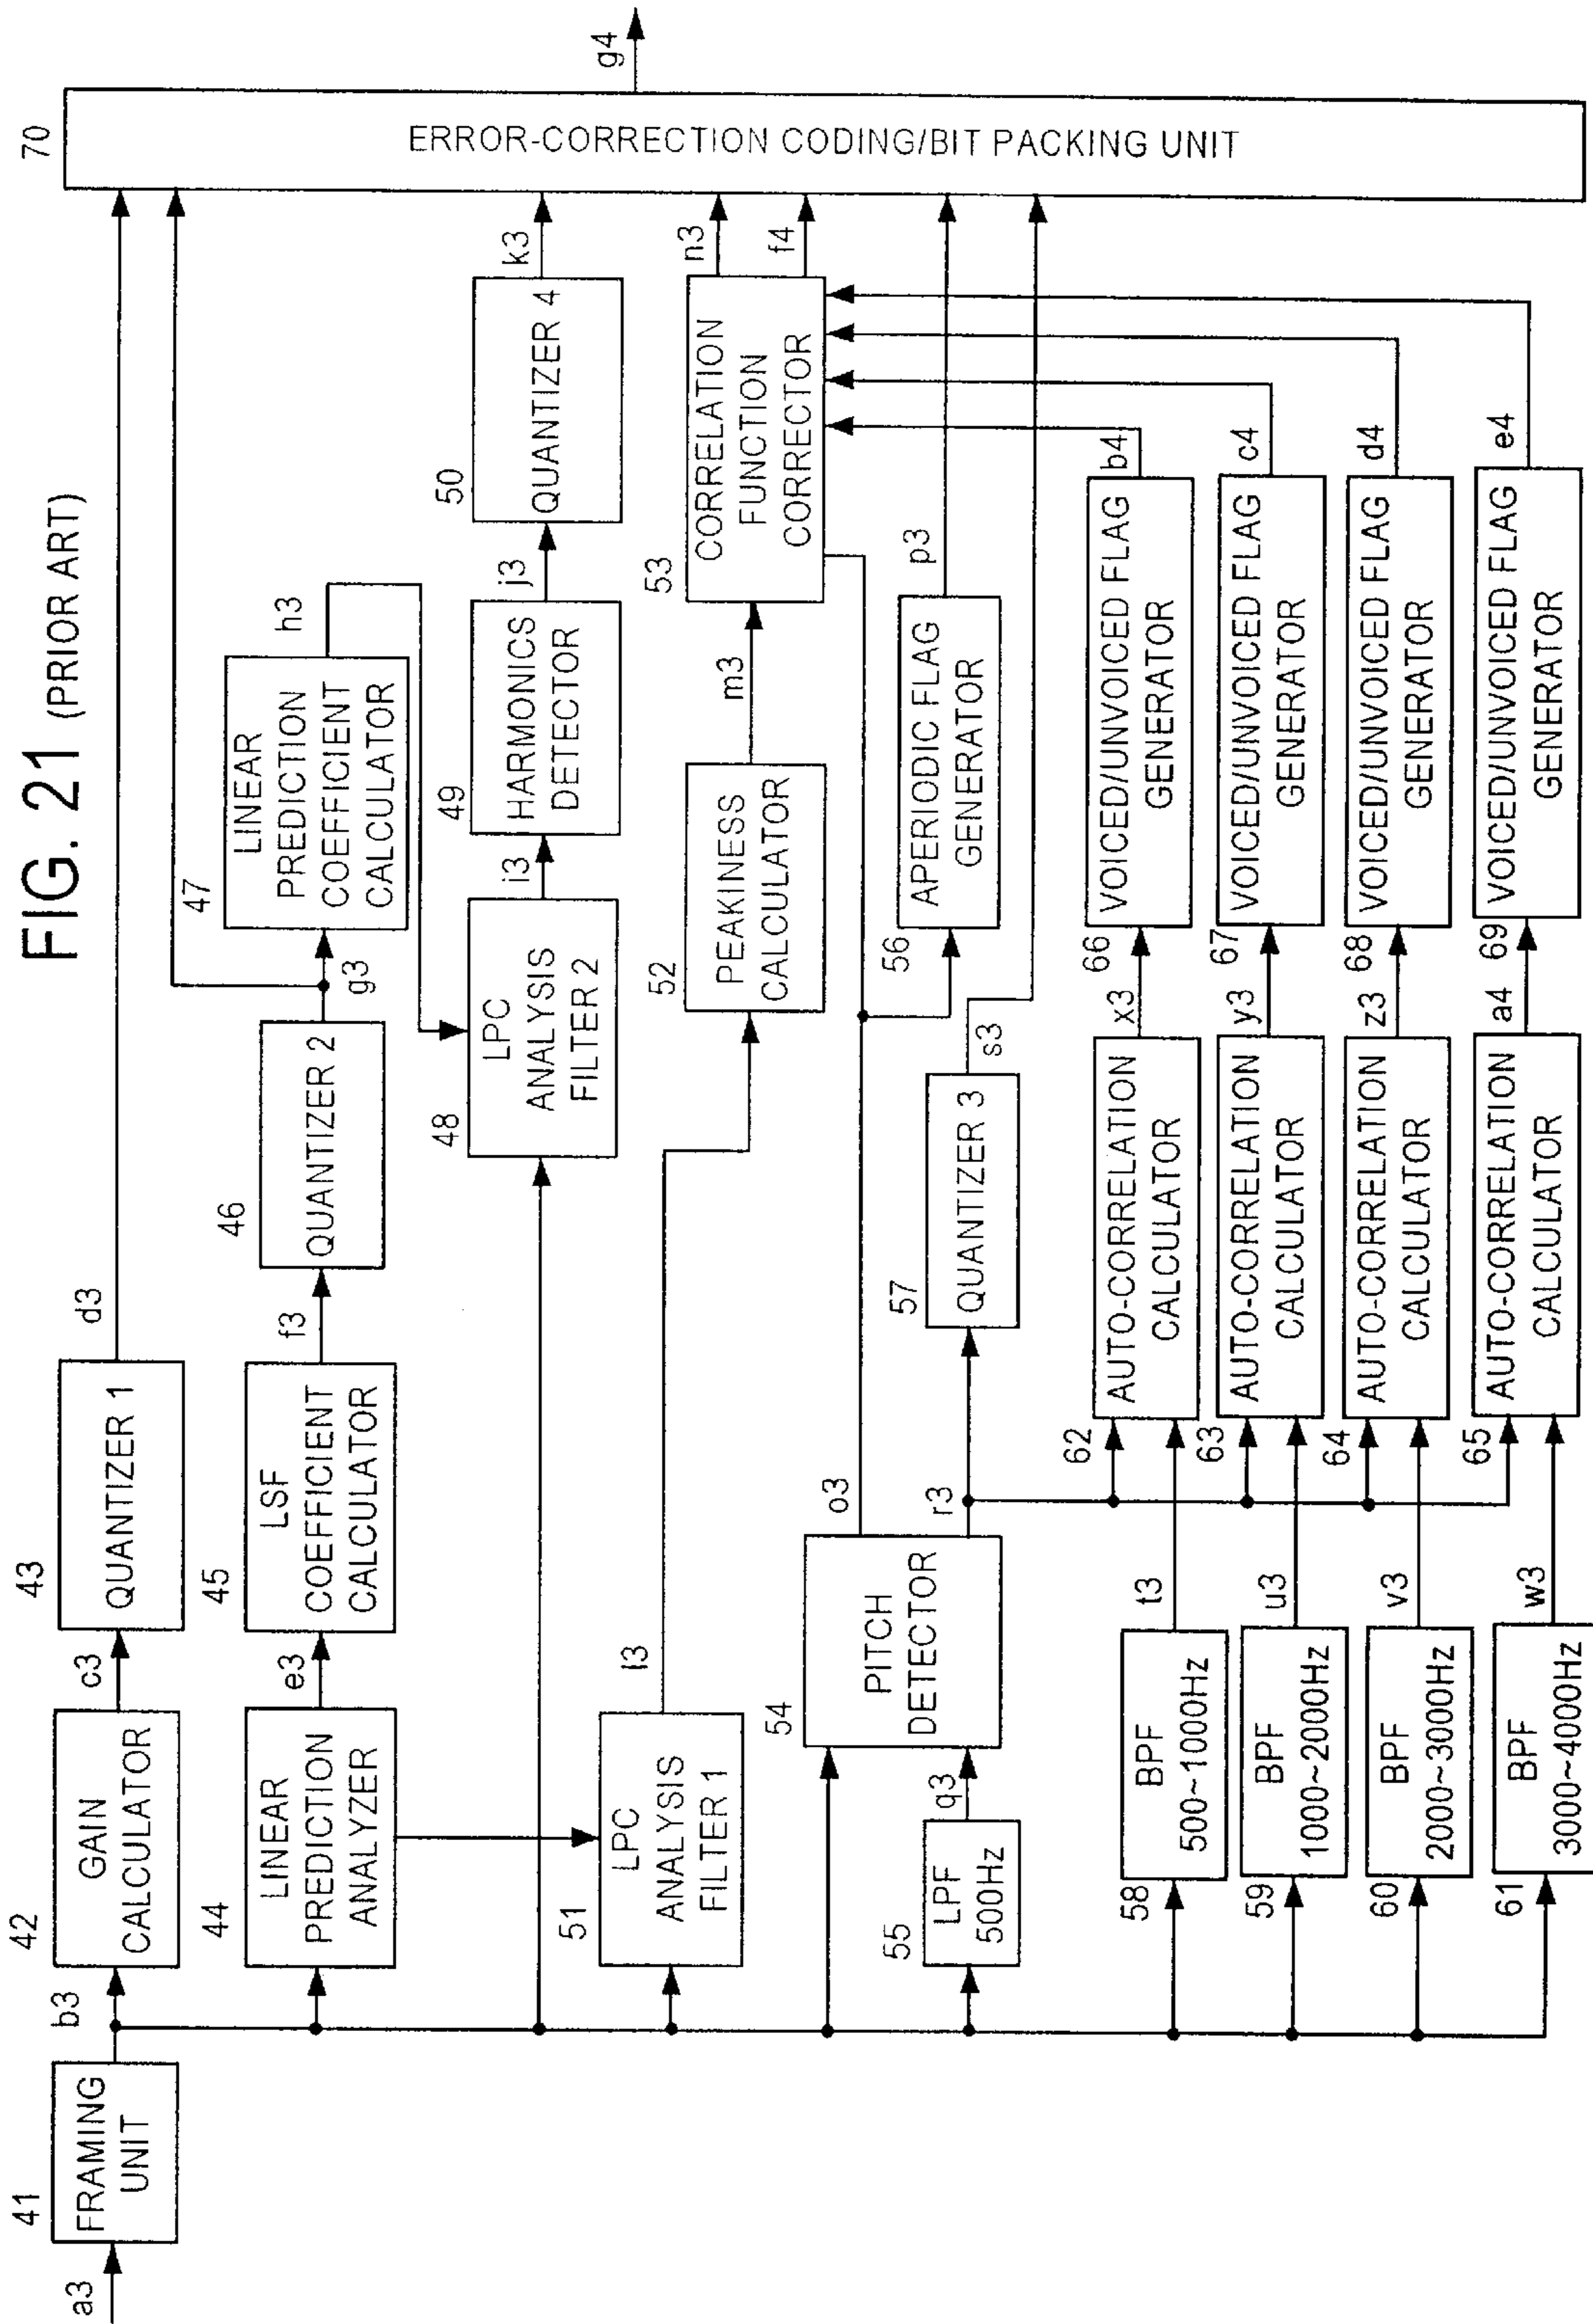 FIG. 21 (PRIOR ART)
a3
41
FRAMING
UNIT
b3
42
GAIN
CALCULATOR
c3
43
QUANTIZER 1
d3
44
LINEAR
PREDICTION
ANALYZER
e3
45
LSF
COEFFICIENT
CALCULATOR
f3
46
QUANTIZER 2
g3
47
LINEAR
PREDICTION
COEFFICIENT
CALCULATOR
h3
48
LPC
ANALYSIS
FILTER 2
i3
49
HARMONICS
DETECTOR
j3
50
QUANTIZER 4
k3
51
LPC
ANALYSIS
FILTER 1
l3
52
PEAKINESS
CALCULATOR
m3
53
CORRELATION
FUNCTION
CORRECTOR
n3
f4
54
PITCH
DETECTOR
o3
r3
55
LPF
500Hz
q3
56
APERIODIC FLAG
GENERATOR
p3
57
QUANTIZER 3
s3
58
BPF
500~1000Hz
t3
62
AUTO-CORRELATION
CALCULATOR
x3
66
VOICED/UNVOICED FLAG
GENERATOR
b4
59
BPF
1000~2000Hz
u3
63
AUTO-CORRELATION
CALCULATOR
y3
67
VOICED/UNVOICED FLAG
GENERATOR
c4
60
BPF
2000~3000Hz
v3
64
AUTO-CORRELATION
CALCULATOR
z3
68
VOICED/UNVOICED FLAG
GENERATOR
d4
61
BPF
3000~4000Hz
w3
65
AUTO-CORRELATION
CALCULATOR
a4
69
VOICED/UNVOICED FLAG
GENERATOR
e4
70
ERROR-CORRECTION CODING/BIT PACKING UNIT
g4